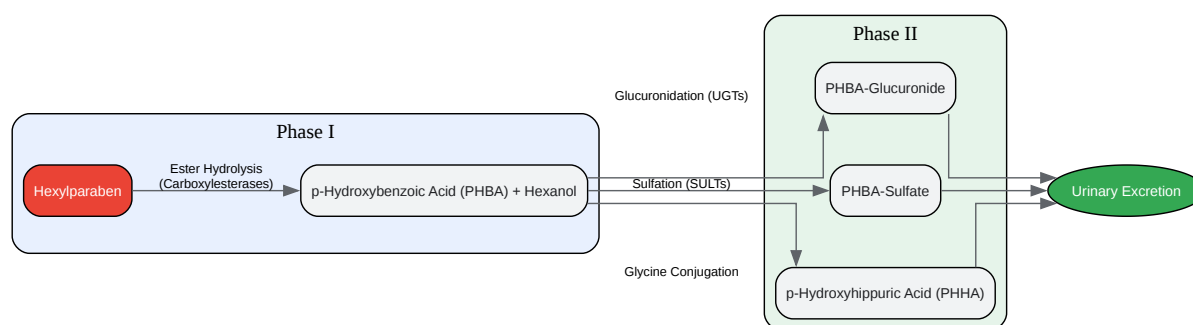 Phase I
Hexylparaben
Ester Hydrolysis
(Carboxylesterases)
p-Hydroxybenzoic Acid (PHBA) + Hexanol
Glucuronidation (UGTs)
Sulfation (SULTs)
Glycine Conjugation
Phase II
PHBA-Glucuronide
PHBA-Sulfate
p-Hydroxyhippuric Acid (PHHA)
Urinary Excretion